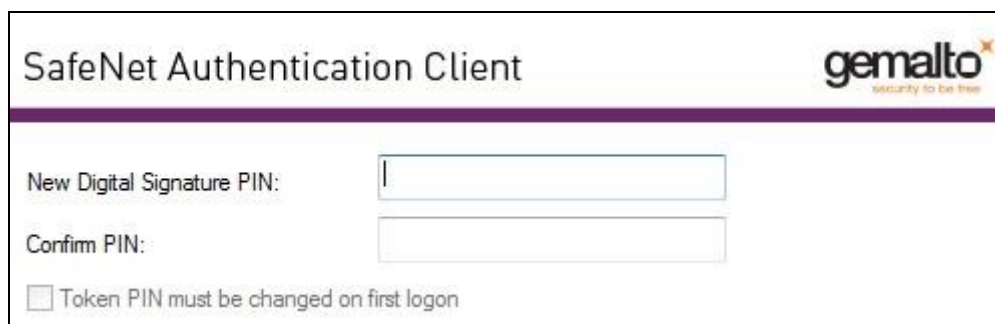 SafeNet Authentication Client
gemalto
security to be free
New Digital Signature PIN:
Confirm PIN:
Token PIN must be changed on first logon